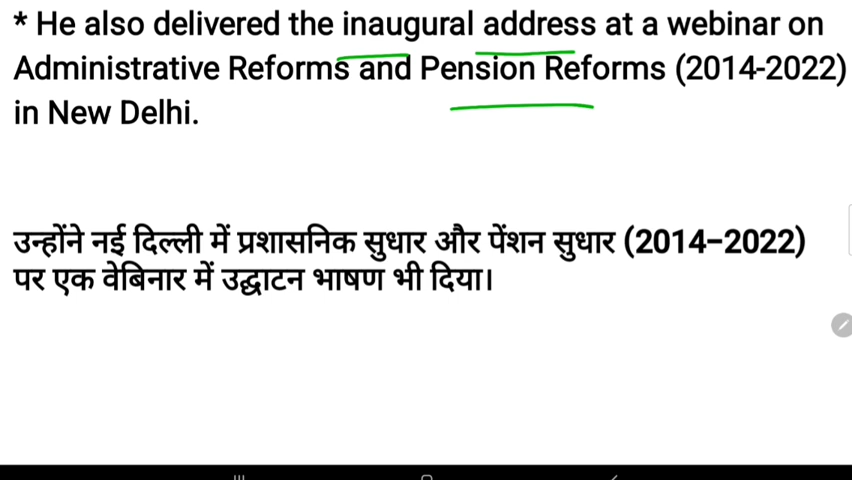 * He also delivered the inaugural address at a webinar on
Administrative Reforms and Pension Reforms (2014-2022)
in New Delhi.
उन्होंने नई दिल्ली में प्रशासनिक सुधार और पेंशन सुधार (2014-2022)
पर एक वेबिनार में उद्घाटन भाषण भी दिया।